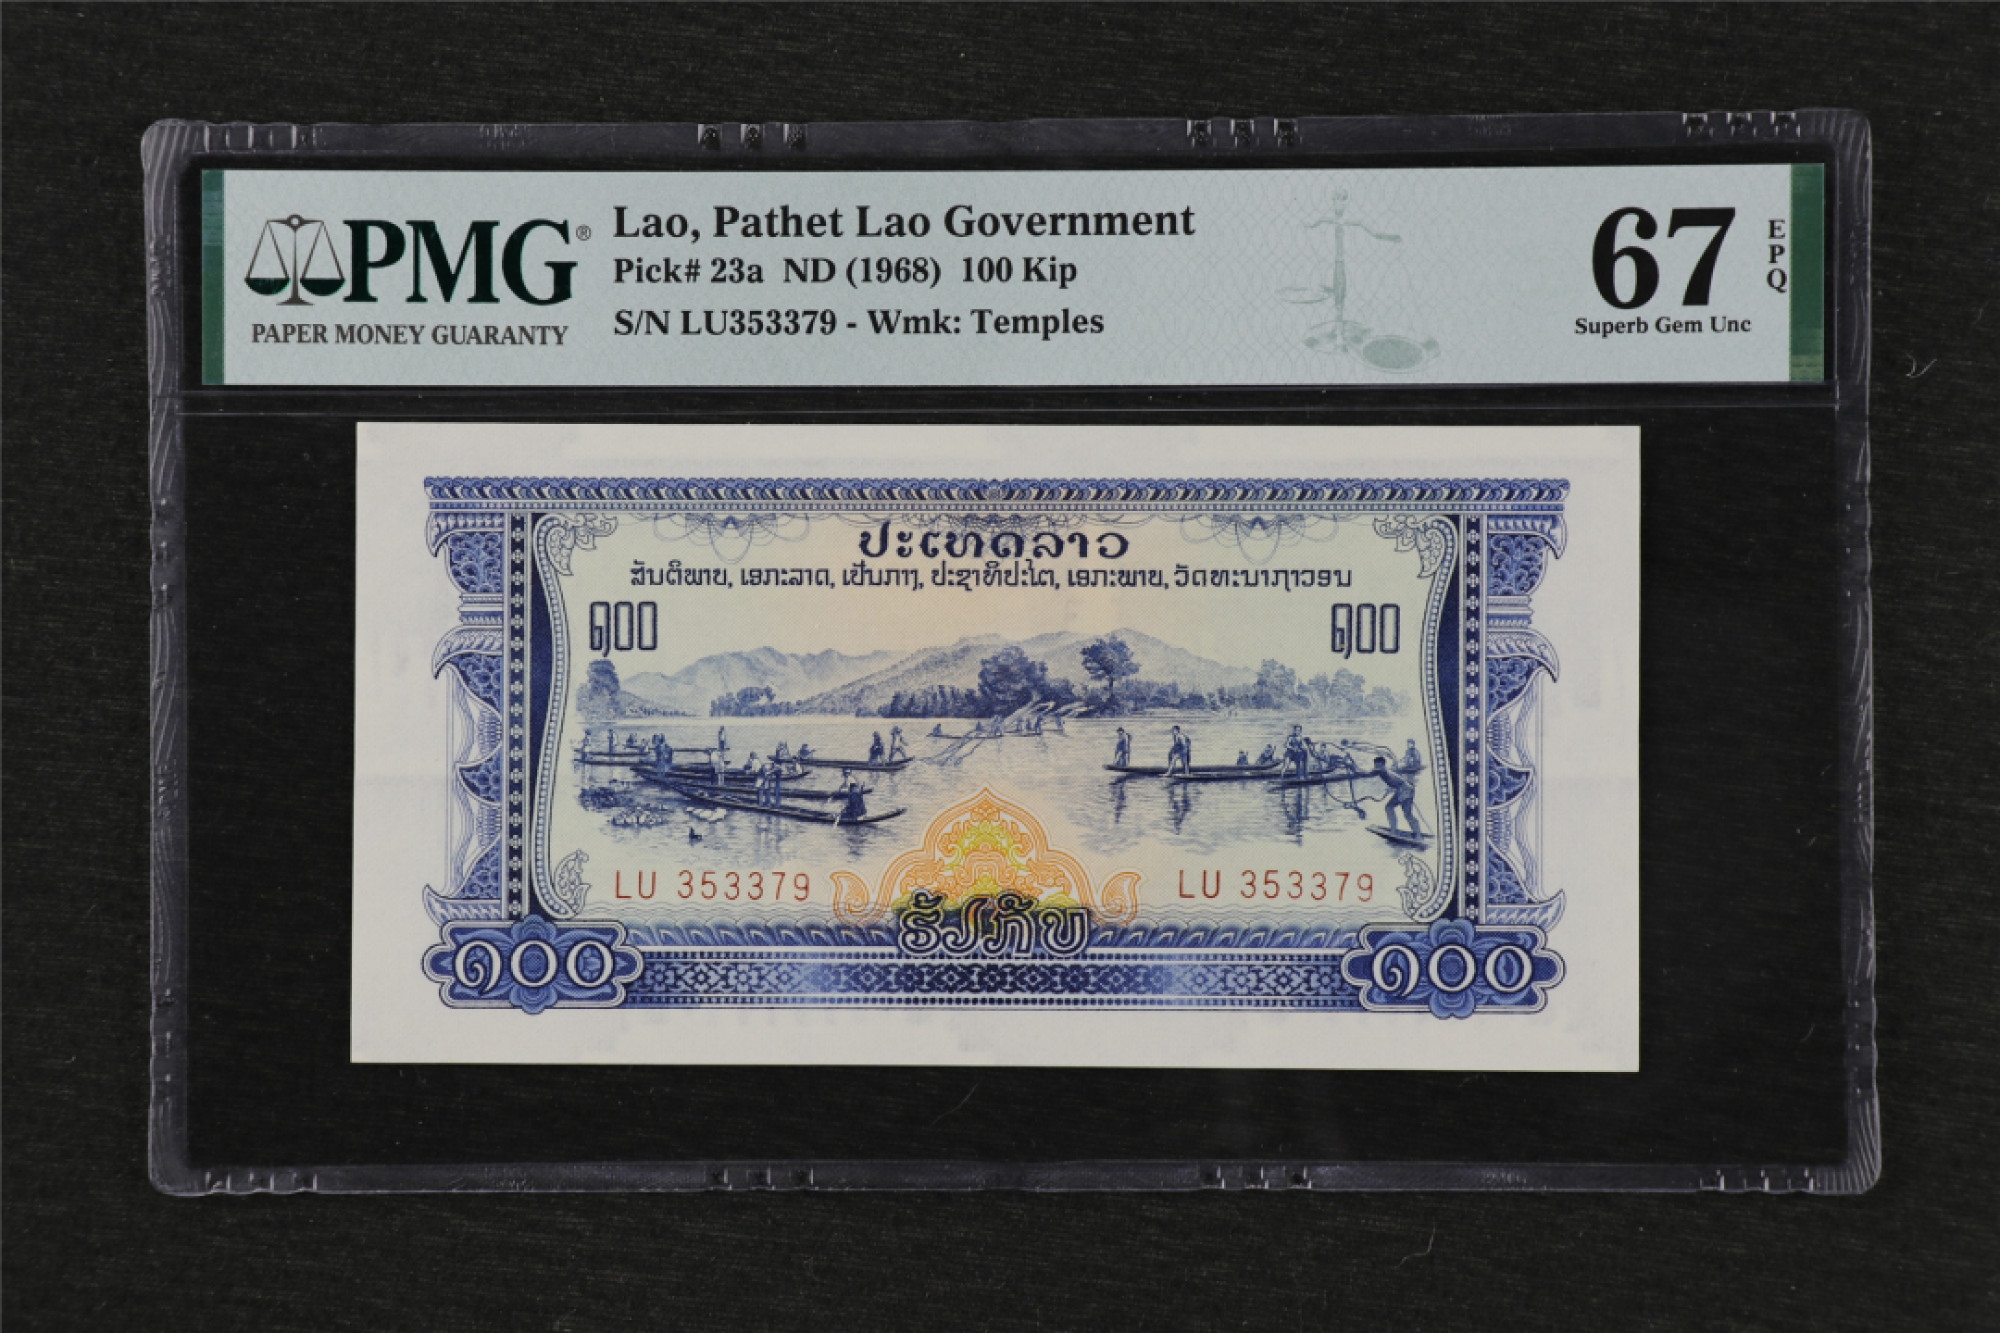 PMG®
PAPER MONEY GUARANTY
Lao, Pathet Lao Government
Pick# 23a ND (1968) 100 Kip
S/N LU353379 - Wmk: Temples
67
EPQ
Superb Gem Unc
ປະເທດລາວ
ສັນຕິພາຍ, ເອກະລາດ, ເປັນກາງ, ປະຊາທິປະໄຕ, ເອກະພາຍ, ວັດທະນາຖາວອນ
໑໐໐ ໑໐໐
LU 353379 LU 353379
ຮ້ອຍກີບ
໑໐໐ ໑໐໐